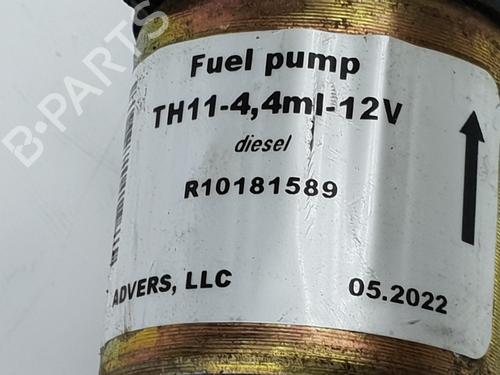 B-PARTS
Fuel pump
TH11-4,4ml-12V
diesel
R10181589
ADVERS, LLC
05.2022